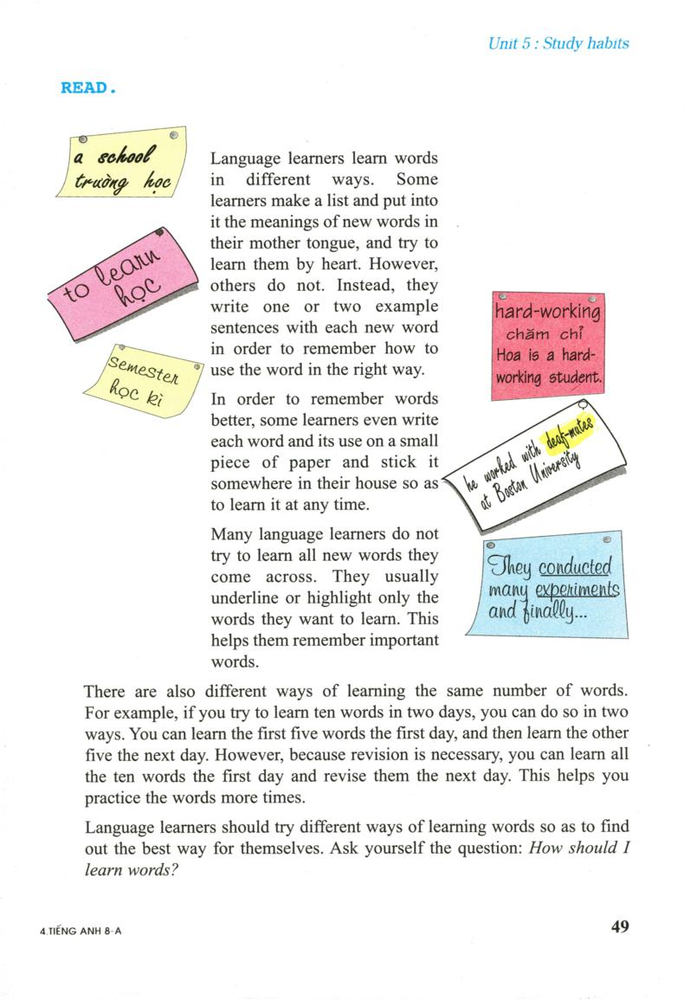 Unit 5 : Study habits
READ.
a school
trường học
to learn
học
semester
học kì
Language learners learn words
in different ways. Some
learners make a list and put into
it the meanings of new words in
their mother tongue, and try to
learn them by heart. However,
others do not. Instead, they
write one or two example
sentences with each new word
in order to remember how to
use the word in the right way.
In order to remember words
better, some learners even write
each word and its use on a small
piece of paper and stick it
somewhere in their house so as
to learn it at any time.
Many language learners do not
try to learn all new words they
come across. They usually
underline or highlight only the
words they want to learn. This
helps them remember important
words.
hard-working
chăm chỉ
Hoa is a hard-
working student.
he worked with deaf-mutes
at Boston University
They conducted
many experiments
and finally...
There are also different ways of learning the same number of words.
For example, if you try to learn ten words in two days, you can do so in two
ways. You can learn the first five words the first day, and then learn the other
five the next day. However, because revision is necessary, you can learn all
the ten words the first day and revise them the next day. This helps you
practice the words more times.
Language learners should try different ways of learning words so as to find
out the best way for themselves. Ask yourself the question: How should I
learn words?
4.TIẾNG ANH 8-A
49